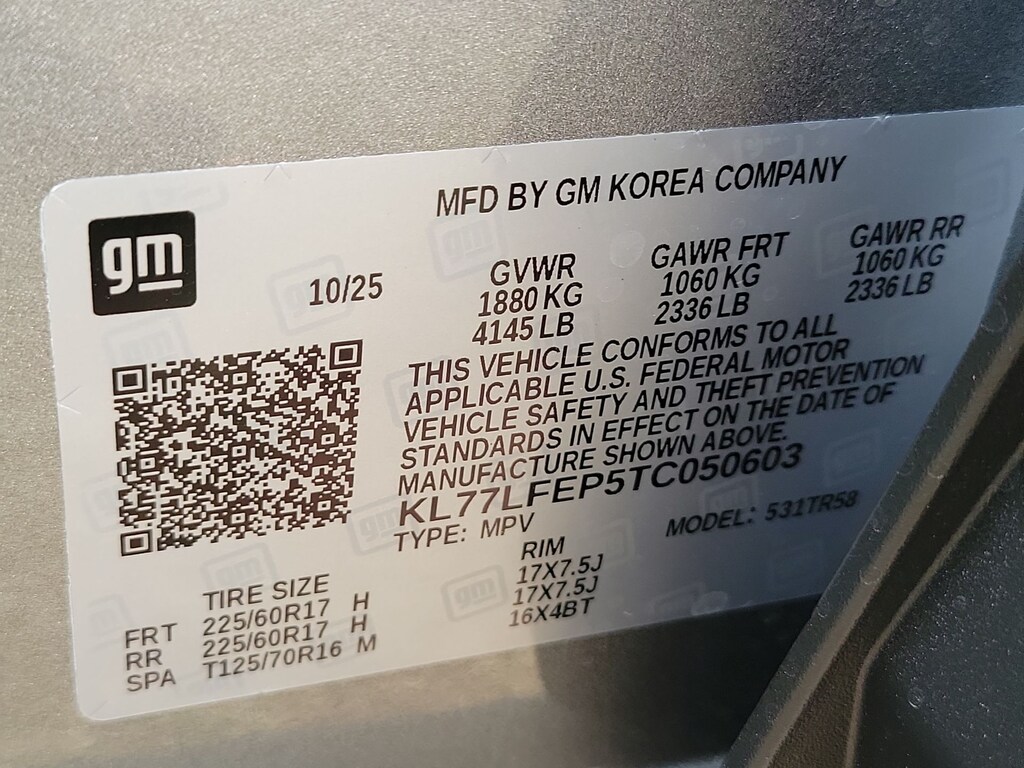 MFD BY GM KOREA COMPANY
gm
10/25
GVWR
1880 KG
4145 LB
GAWR FRT
1060 KG
2336 LB
GAWR RR
1060 KG
2336 LB
THIS VEHICLE CONFORMS TO ALL
APPLICABLE U.S. FEDERAL MOTOR
VEHICLE SAFETY AND THEFT PREVENTION
STANDARDS IN EFFECT ON THE DATE OF
MANUFACTURE SHOWN ABOVE.
KL77LFEP5TC050603
TYPE: MPV
MODEL: 531TR58
TIRE SIZE
RIM
FRT 225/60R17 H 17X7.5J
RR 225/60R17 H 17X7.5J
SPA T125/70R16 M 16X4BT